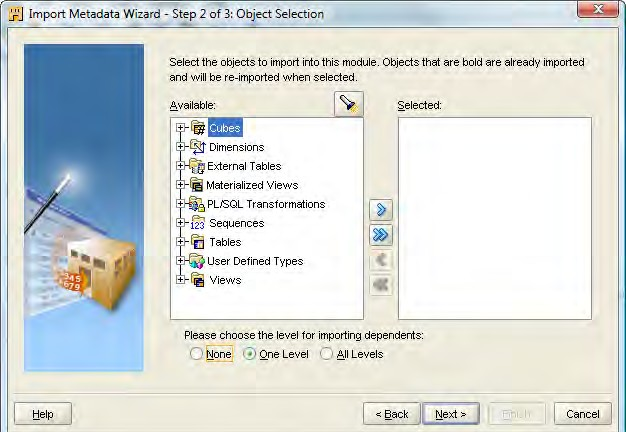 Import Metadata Wizard - Step 2 of 3: Object Selection
Select the objects to import into this module. Objects that are bold are already imported
and will be re-imported when selected.
Available:
Selected:
Cubes
Dimensions
External Tables
Materialized Views
PL/SQL Transformations
123 Sequences
Tables
User Defined Types
Views
345
679
Please choose the level for importing dependents:
None One Level All Levels
Help < Back Next > Finish Cancel